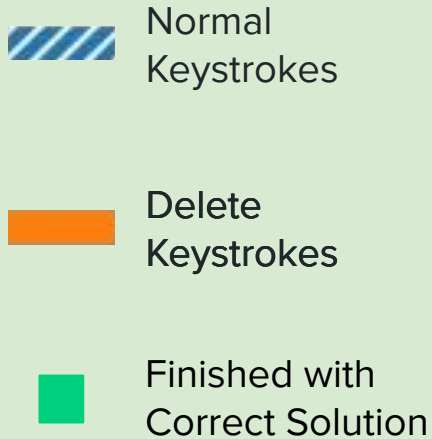 Normal
Keystrokes
Delete
Keystrokes
Finished with
Correct Solution